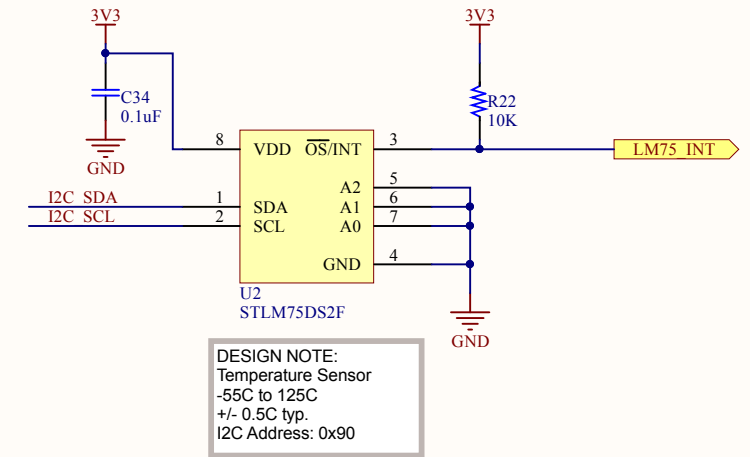 3V3
3V3
C34
0.1uF
R22
10K
GND
8
VDD
OS/INT
3
LM75_INT
I2C_SDA
1
SDA
I2C_SCL
2
SCL
A2
5
A1
6
A0
7
GND
4
U2
STLM75DS2F
GND
DESIGN NOTE:
Temperature Sensor
-55C to 125C
+/- 0.5C typ.
I2C Address: 0x90